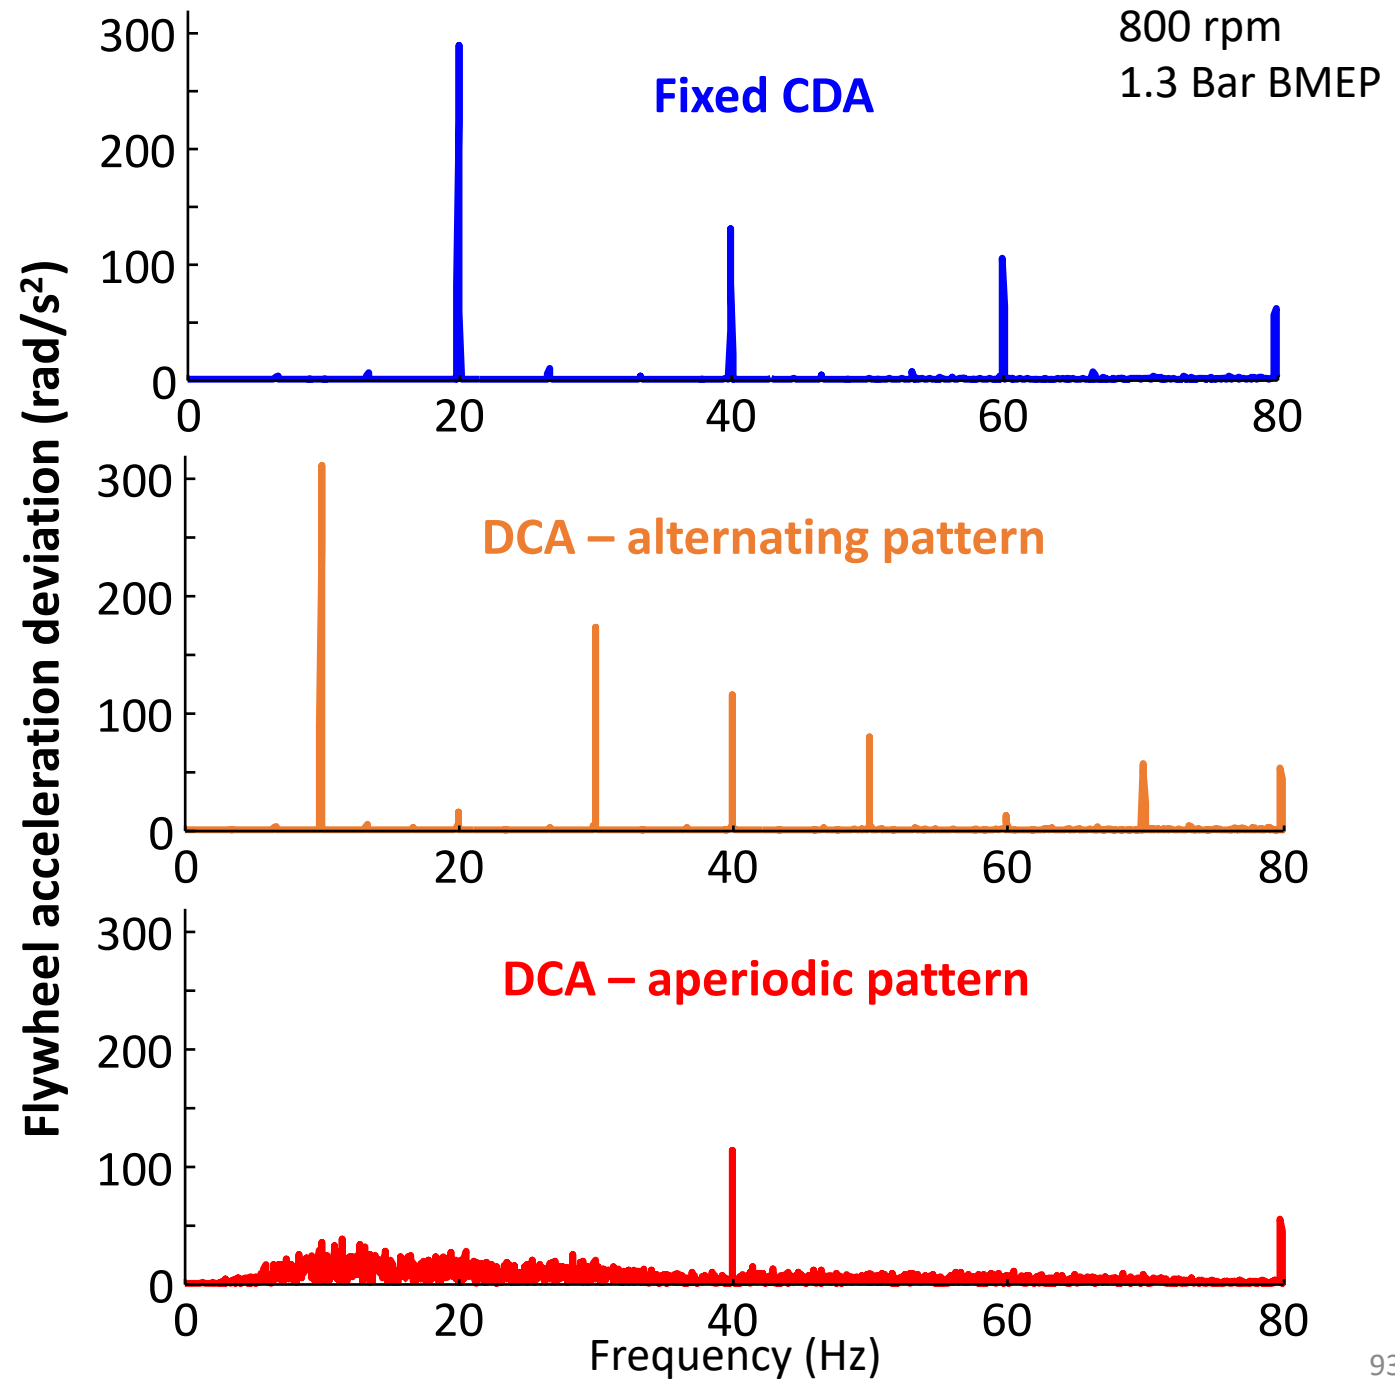 800 rpm
1.3 Bar BMEP
Fixed CDA
300
200
100
0
0 20 40 60 80
DCA – alternating pattern
300
200
100
0
0 20 40 60 80
DCA – aperiodic pattern
300
200
100
0
0 20 40 60 80
Flywheel acceleration deviation (rad/s²)
Frequency (Hz)
93